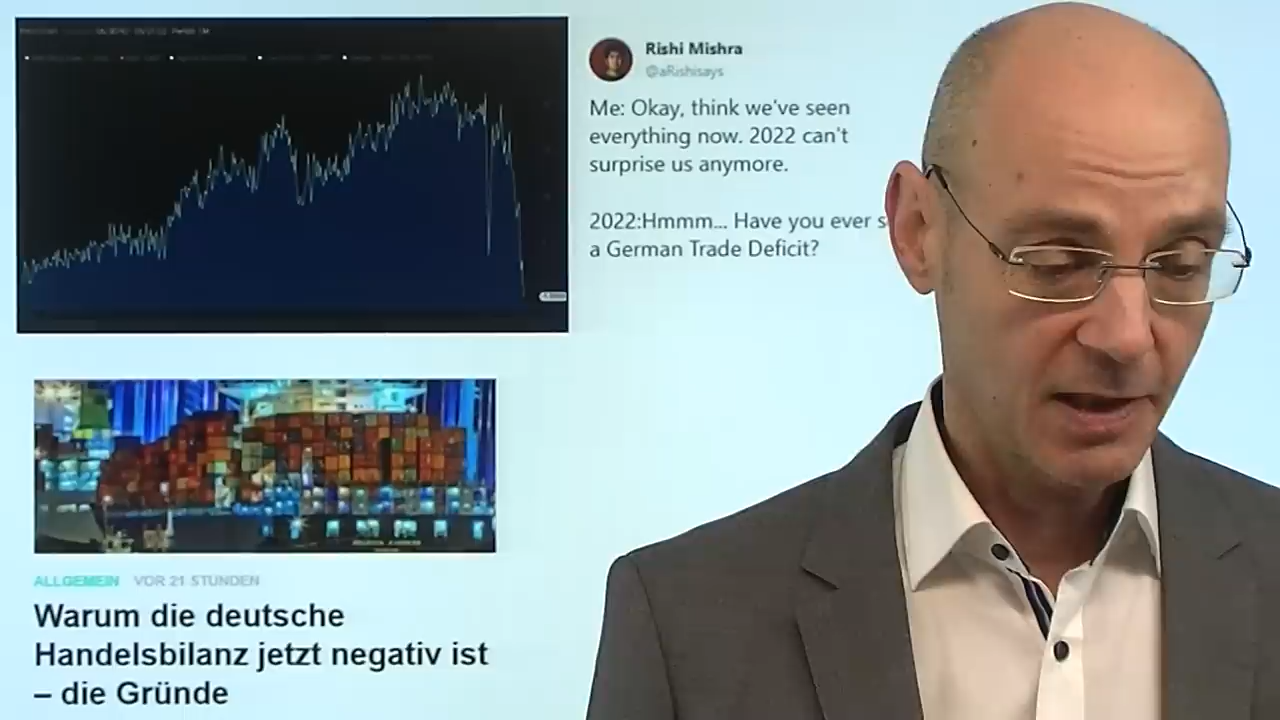 Rishi Mishra
@aRishisays
Me: Okay, think we've seen
everything now. 2022 can't
surprise us anymore.
2022:Hmmm... Have you ever s
a German Trade Deficit?
ALLGEMEIN VOR 21 STUNDEN
Warum die deutsche
Handelsbilanz jetzt negativ ist
– die Gründe